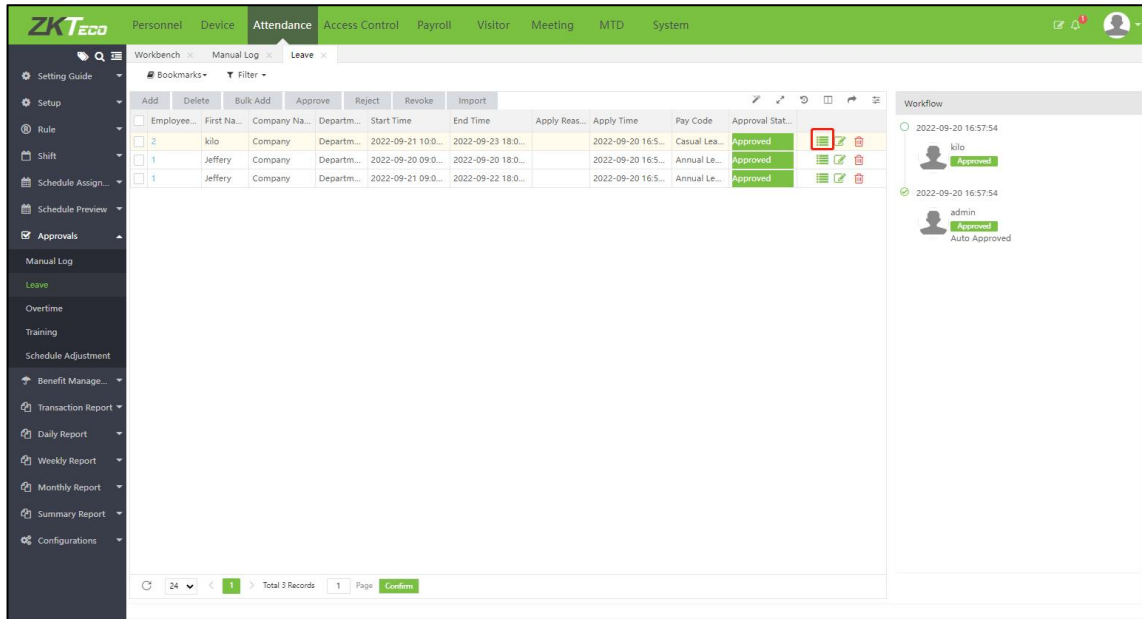 ZKTECO Personnel Device Attendance Access Control Payroll Visitor Meeting MTD System 1
Workbench × Manual Log × Leave ×
Bookmarks Filter
Setting Guide
Setup
Rule
Shift
Schedule Assign...
Schedule Preview
Approvals
Manual Log
Leave
Overtime
Training
Schedule Adjustment
Benefit Manage...
Transaction Report
Daily Report
Weekly Report
Monthly Report
Summary Report
Configurations
Add Delete Bulk Add Approve Reject Revoke Import
Employee... First Na... Company Na... Departm... Start Time End Time Apply Reas... Apply Time Pay Code Approval Stat...
2 kilo Company Departm... 2022-09-21 10:0... 2022-09-23 18:0... 2022-09-20 16:5... Casual Lea... Approved
1 Jeffery Company Departm... 2022-09-20 09:0... 2022-09-20 18:0... 2022-09-20 16:5... Annual Le... Approved
1 Jeffery Company Departm... 2022-09-21 09:0... 2022-09-22 18:0... 2022-09-20 16:5... Annual Le... Approved
24 1 Total 3 Records 1 Page Confirm
Workflow
2022-09-20 16:57:54
kilo
Approved
2022-09-20 16:57:54
admin
Approved
Auto Approved